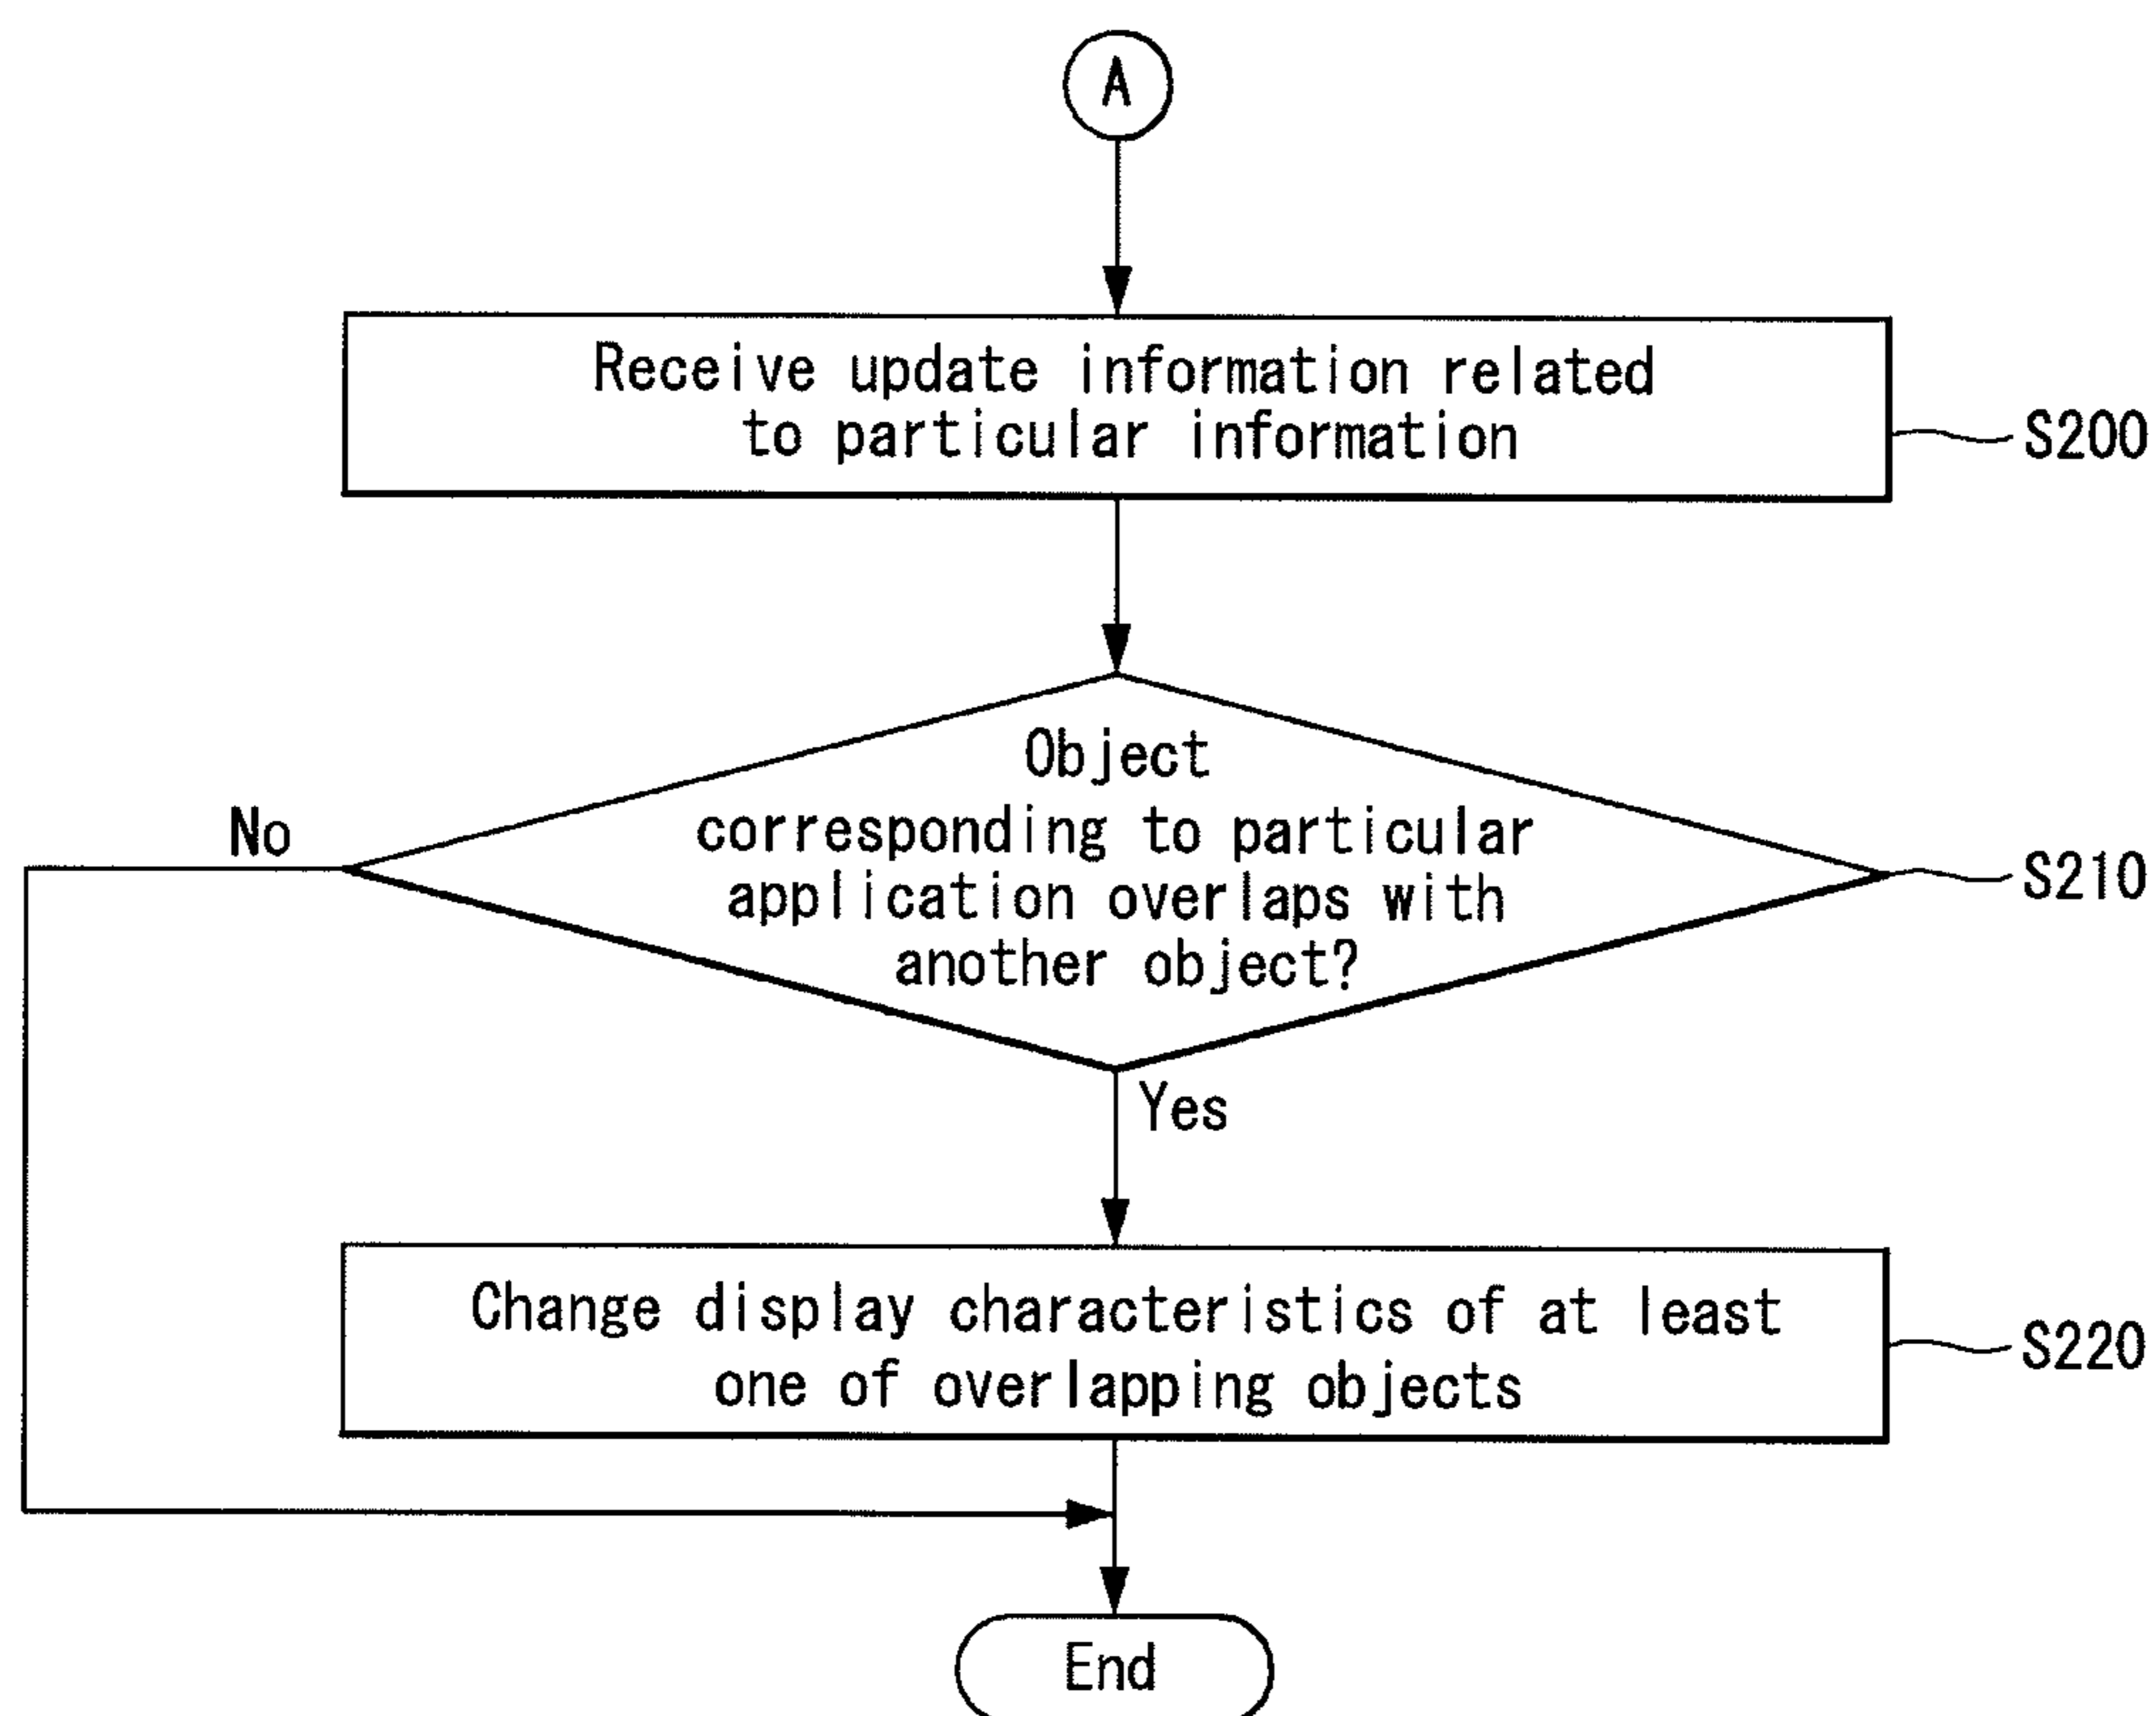 A
Receive update information related
to particular information
S200
Object
corresponding to particular
application overlaps with
another object?
S210
No
Yes
Change display characteristics of at least
one of overlapping objects
S220
End